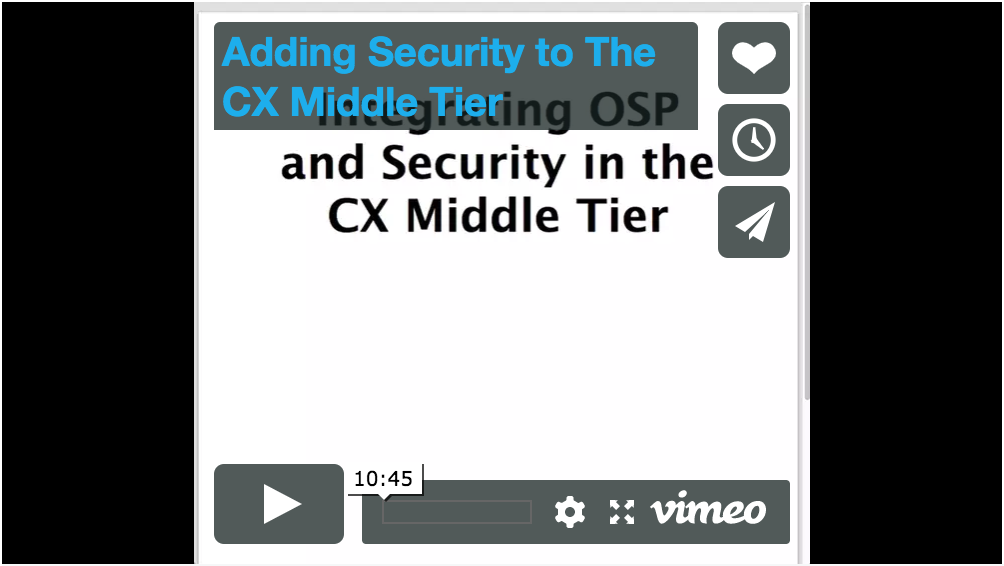 Adding Security to The
CX Middle Tier
Integrating OSP
and Security in the
CX Middle Tier
10:45
vimeo